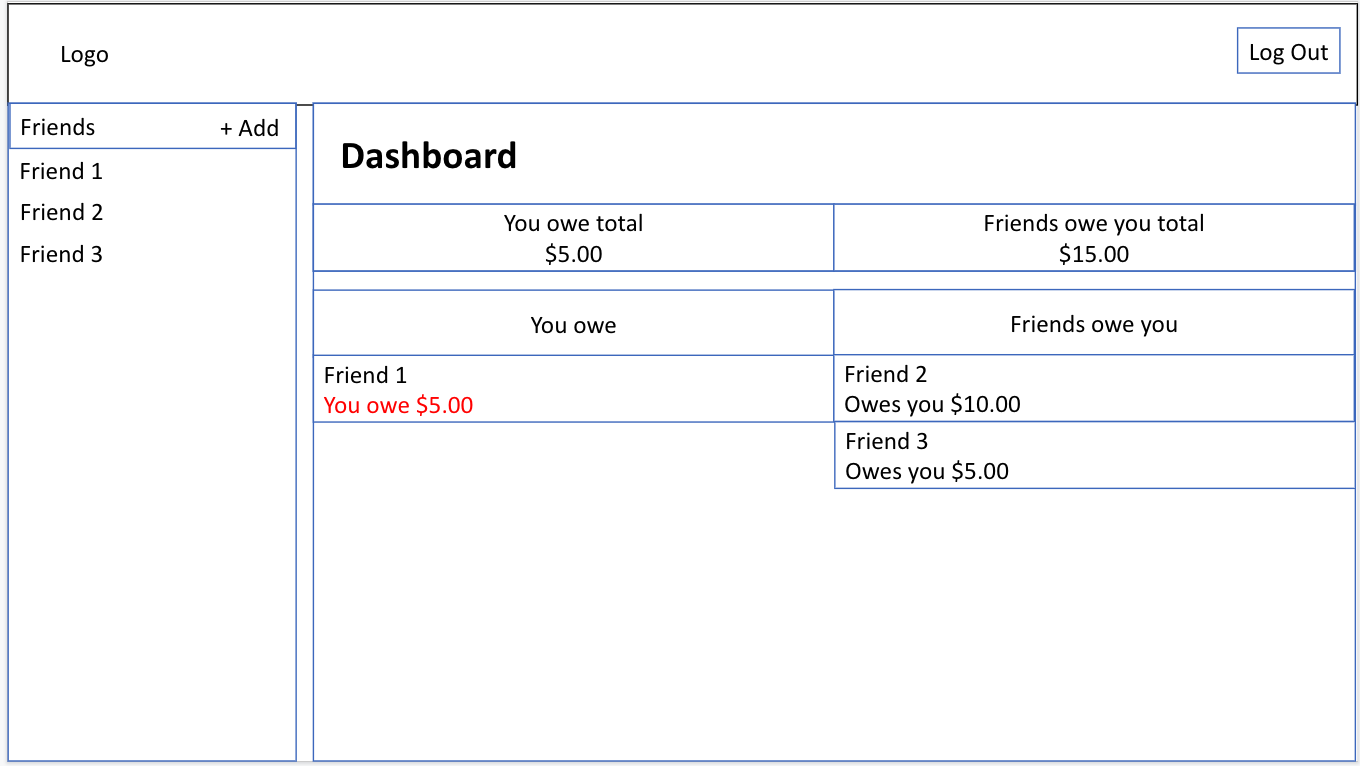 Logo
Log Out
Friends + Add
Friend 1
Friend 2
Friend 3
Dashboard
You owe total
$5.00
Friends owe you total
$15.00
You owe
Friend 1
You owe $5.00
Friends owe you
Friend 2
Owes you $10.00
Friend 3
Owes you $5.00